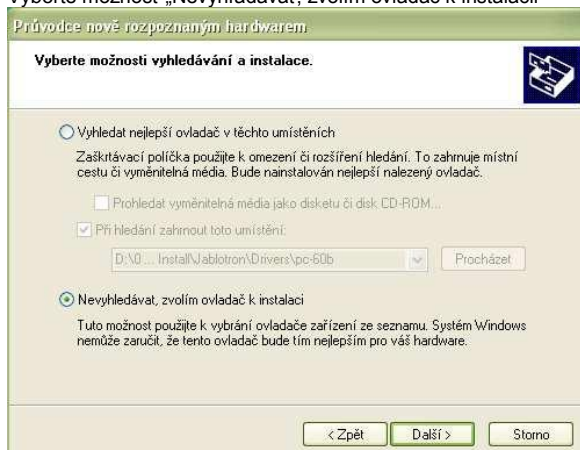 Vyberte možnost „Nevyhledávat, zvolím ovladač k instalaci“
Průvodce nově rozpoznaným hardwarem
Vyberte možnosti vyhledávání a instalace.
Vyhledat nejlepší ovladač v těchto umístěních
Zaškrtávací políčka použijte k omezení či rozšíření hledání. To zahrnuje místní
cestu či vyměnitelná média. Bude nainstalován nejlepší nalezený ovladač.
Prohledat vyměnitelná média jako disketu či disk CD-ROM...
Při hledání zahrnout toto umístění:
D:\0 ... Install\Jablotron\Drivers\pc-60b
Procházet
Nevyhledávat, zvolím ovladač k instalaci
Tuto možnost použijte k vybrání ovladače zařízení ze seznamu. Systém Windows
nemůže zaručit, že tento ovladač bude tím nejlepším pro váš hardware.
< Zpět
Další >
Storno